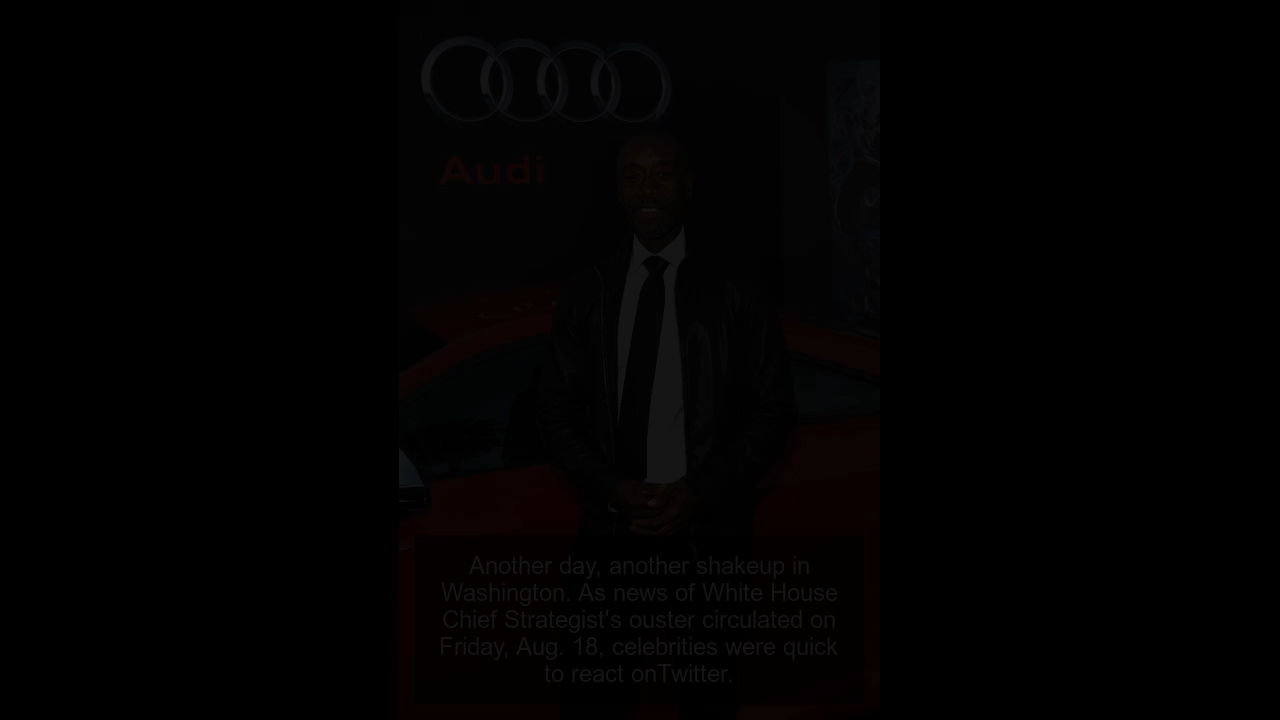 Audi
Another day, another shakeup in
Washington. As news of White House
Chief Strategist's ouster circulated on
Friday, Aug. 18, celebrities were quick
to react onTwitter.